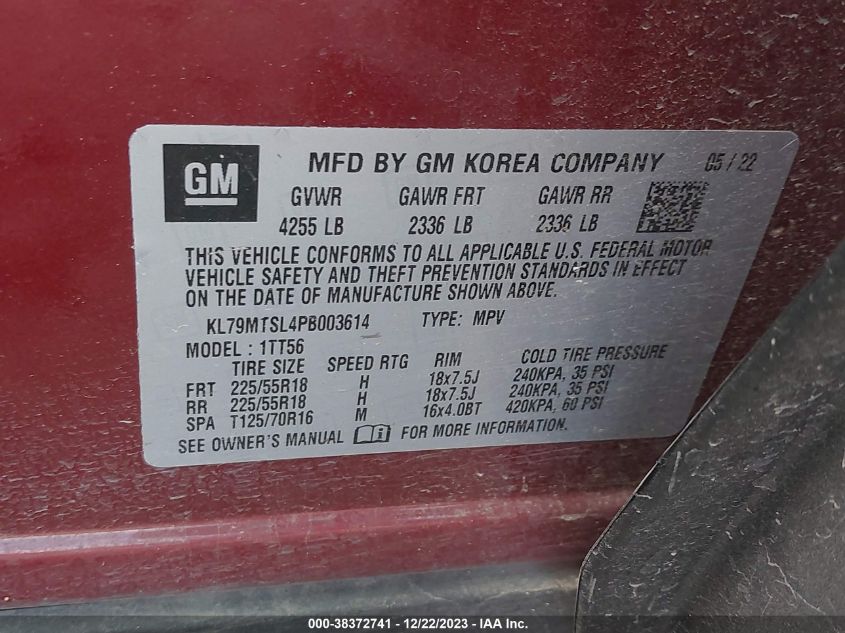 GM MFD BY GM KOREA COMPANY 05/22
GVWR GAWR FRT GAWR RR
4255 LB 2336 LB 2336 LB
THIS VEHICLE CONFORMS TO ALL APPLICABLE U.S. FEDERAL MOTOR
VEHICLE SAFETY AND THEFT PREVENTION STANDARDS IN EFFECT
ON THE DATE OF MANUFACTURE SHOWN ABOVE.
KL79MTSL4PB003614 TYPE: MPV
MODEL : 1TT56
TIRE SIZE SPEED RTG RIM COLD TIRE PRESSURE
FRT 225/55R18 H 18x7.5J 240KPA, 35 PSI
RR 225/55R18 H 18x7.5J 240KPA, 35 PSI
SPA T125/70R16 M 16x4.0BT 420KPA, 60 PSI
SEE OWNER'S MANUAL FOR MORE INFORMATION.
000-38372741 - 12/22/2023 - IAA Inc.